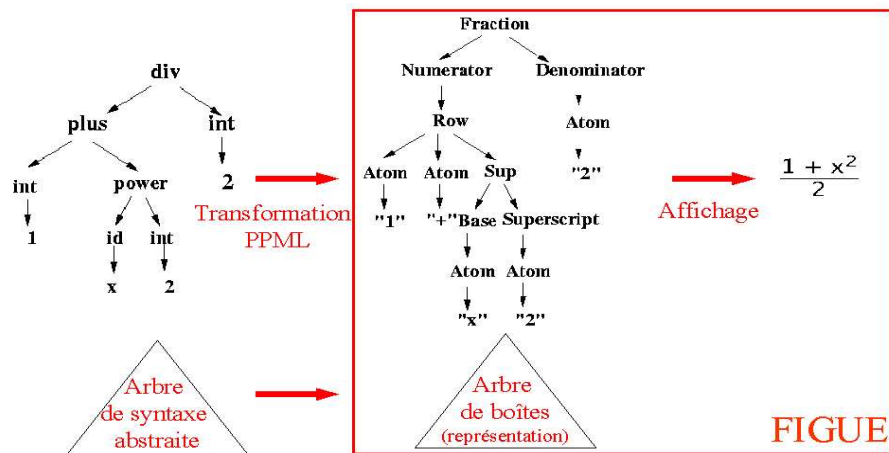 Fraction
div
Numerator Denominator
plus int
Row Atom
int power 2
Atom Atom Sup "2"
Transformation
PPML
Affichage
1 + x²
2
1 id int
"1" "+" Base Superscript
x 2
Atom Atom
"x" "2"
Arbre
de syntaxe
abstraite
Arbre
de boîtes
(représentation)
FIGUE